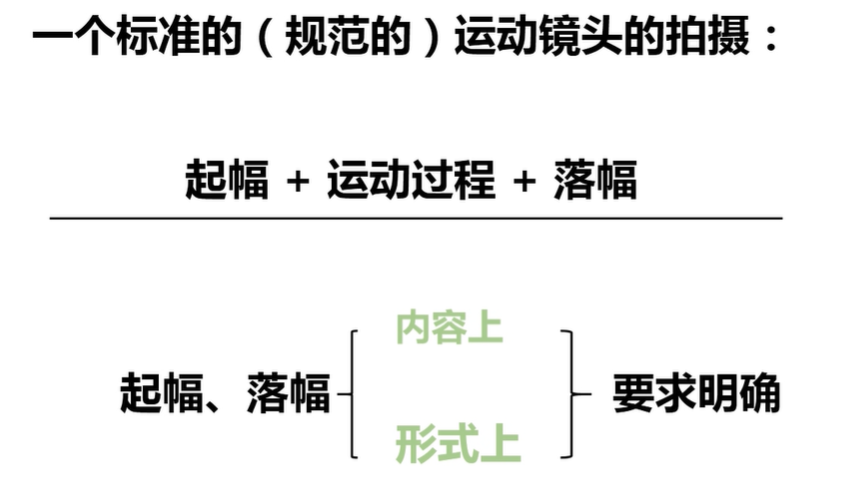 一个标准的（规范的）运动镜头的拍摄：
起幅 + 运动过程 + 落幅
内容上
起幅、落幅
要求明确
形式上